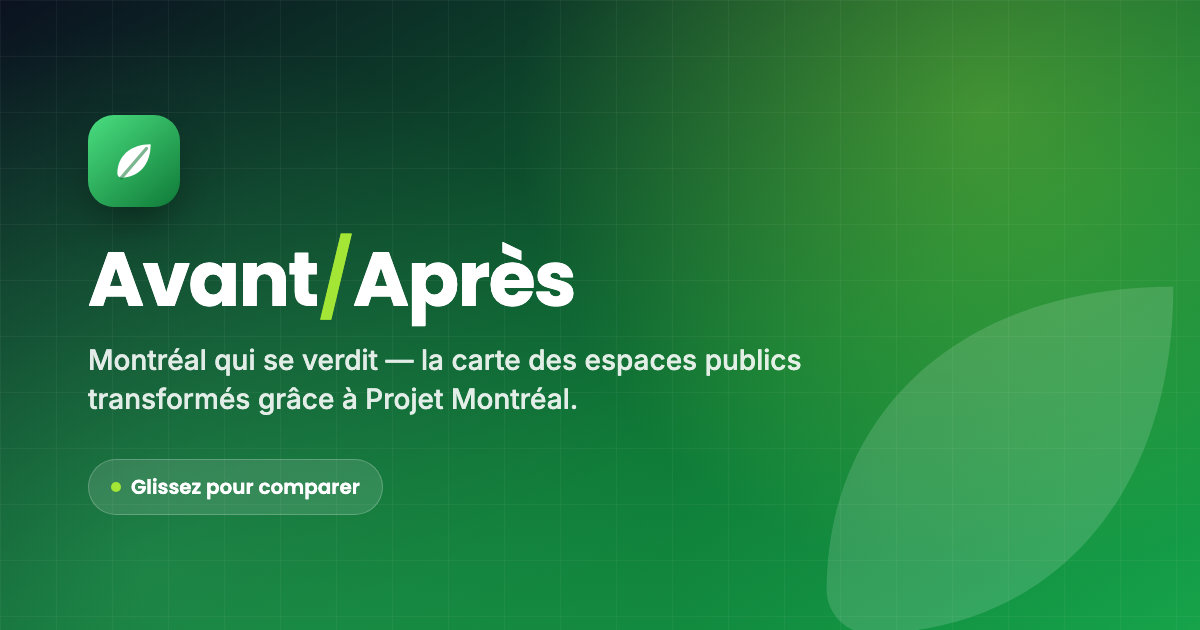 Avant/Après
Montréal qui se verdit — la carte des espaces publics
transformés grâce à Projet Montréal.
Glissez pour comparer